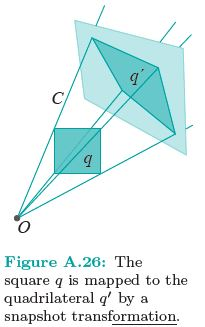 q′
C
q
O
Figure A.26: The
square q is mapped to the
quadrilateral q′ by a
snapshot transformation.